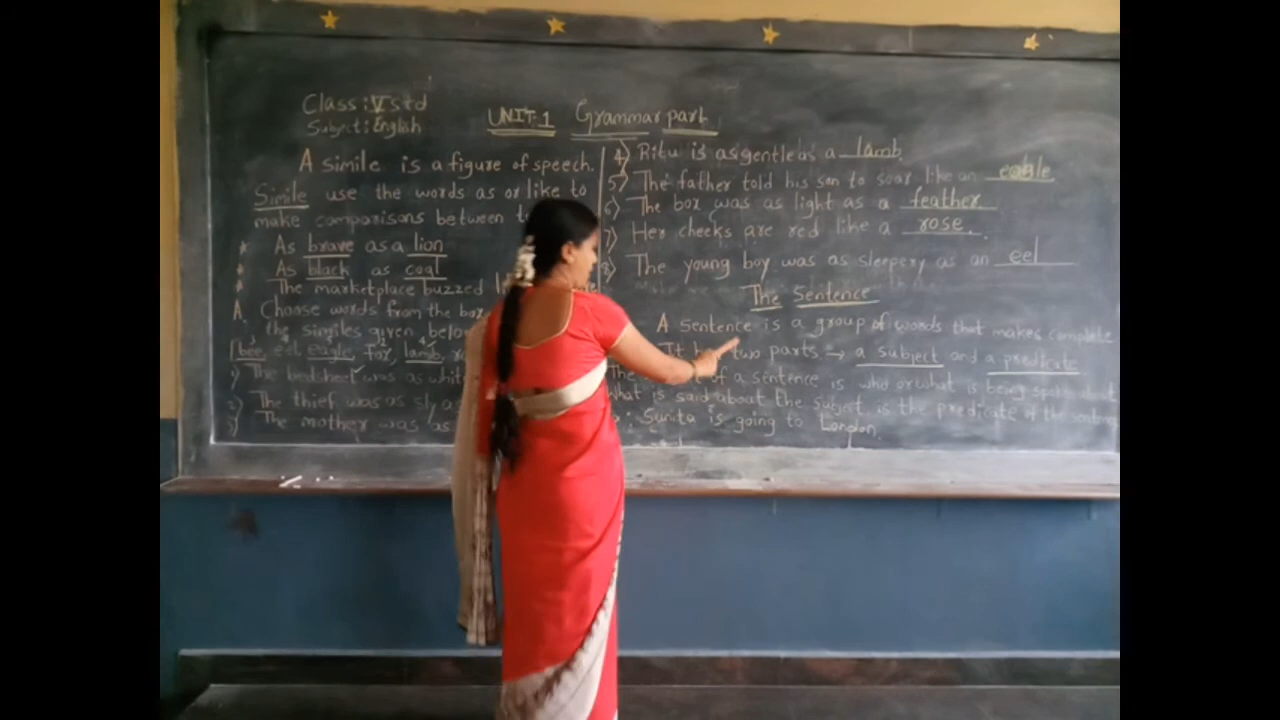 Class: V std
Subject: English
UNIT-1 Grammar part
A Simile is a figure of speech.
Simile use the words as or like to
make comparisons between
* As brave as a lion
* As black as coal
* The marketplace buzzed
A. Choose words from the box
the similes given below
bee, eel eagle, fox, lamb,
1) The bedsheet was as whit
2) The thief was as sly as
3) The mother was as
4) Ritu is as gentle as a lamb.
5) The father told his son to soar like an eagle
6) The box was as light as a feather
7) Her cheeks are red like a rose.
8) The young boy was as sleepery as an eel
The Sentence
A sentence is a group of words that makes complete
It two parts → a subject and a predicate
of a sentence is who or what is being
what is said about the subject is the predicate of the sentence
Sunita is going to London.